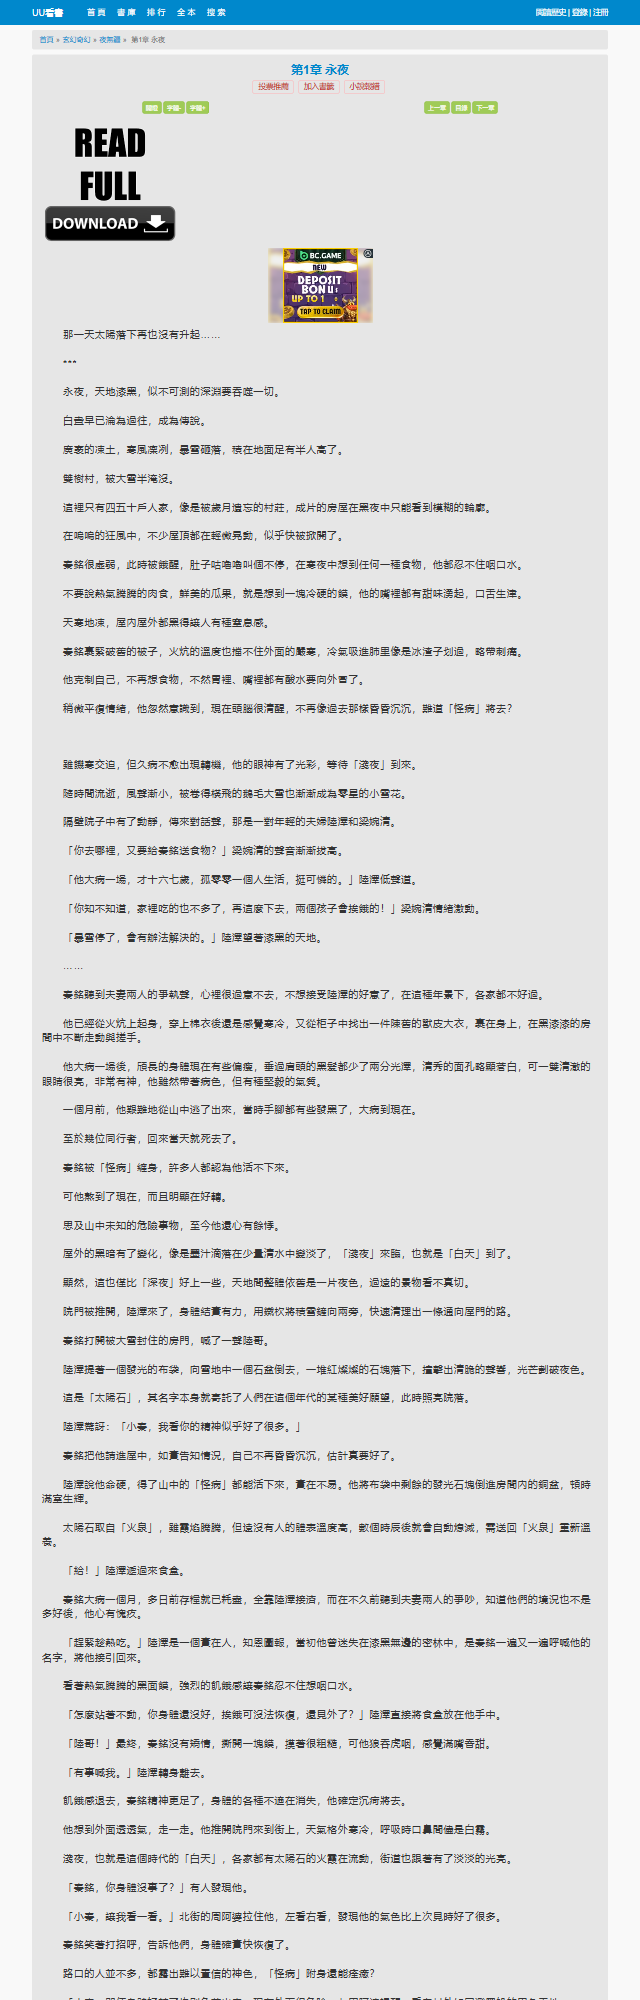 UU看書 首頁 書庫 排行 全本 搜索 閱讀歷史 | 登錄 | 注冊
首頁 » 玄幻奇幻 » 夜無疆 » 第1章 永夜
第1章 永夜
投票推薦 加入書籤 小說報錯
關燈 字體- 字體+ 上一章 目錄 下一章
READ
FULL
DOWNLOAD
BC.GAME
NEW
DEPOSIT
BONU
UP TO 1
TAP TO CLAIM
那一天太陽落下再也沒有升起……
***
永夜，天地漆黑，似不可測的深淵要吞噬一切。
白晝早已淪為過往，成為傳說。
廣袤的凍土，寒風凜冽，暴雪砸落，積在地面足有半人高了。
雙樹村，被大雪半淹沒。
這裡只有四五十戶人家，像是被歲月遺忘的村莊，成片的房屋在黑夜中只能看到模糊的輪廓。
在嗚嗚的狂風中，不少屋頂都在輕微晃動，似乎快被掀開了。
秦銘很虛弱，此時被餓醒，肚子咕嚕嚕叫個不停，在寒夜中想到任何一種食物，他都忍不住咽口水。
不要說熱氣騰騰的肉食，鮮美的瓜果，就是想到一塊冷硬的饃，他的嘴裡都有甜味湧起，口舌生津。
天寒地凍，屋內屋外都黑得讓人有種窒息感。
秦銘裹緊破舊的被子，火炕的溫度也擋不住外面的嚴寒，冷氣吸進肺里像是冰渣子划過，略帶刺痛。
他克制自己，不再想食物，不然胃裡、嘴裡都有酸水要向外冒了。
稍微平復情緒，他忽然意識到，現在頭腦很清醒，不再像過去那樣昏昏沉沉，難道「怪病」將去？
雖饑寒交迫，但久病不愈出現轉機，他的眼神有了光彩，等待「淺夜」到來。
隨時間流逝，風聲漸小，被卷得橫飛的鵝毛大雪也漸漸成為零星的小雪花。
隔壁院子中有了動靜，傳來對話聲，那是一對年輕的夫婦陸澤和梁婉清。
「你去哪裡，又要給秦銘送食物？」梁婉清的聲音漸漸拔高。
「他大病一場，才十六七歲，孤零零一個人生活，挺可憐的。」陸澤低聲道。
「你知不知道，家裡吃的也不多了，再這麼下去，兩個孩子會挨餓的！」梁婉清情緒激動。
「暴雪停了，會有辦法解決的。」陸澤望著漆黑的天地。
……
秦銘聽到夫妻兩人的爭執聲，心裡很過意不去，不想接受陸澤的好意了，在這種年景下，各家都不好過。
他已經從火炕上起身，穿上棉衣後還是感覺寒冷，又從柜子中找出一件陳舊的獸皮大衣，裹在身上，在黑漆漆的房
間中不斷走動與搓手。
他大病一場後，頎長的身體現在有些偏瘦，垂過肩頭的黑髮都少了兩分光澤，清秀的面孔略顯蒼白，可一雙清澈的
眼睛很亮，非常有神，他雖然帶著病色，但有種堅毅的氣質。
一個月前，他艱難地從山中逃了出來，當時手腳都有些發黑了，大病到現在。
至於幾位同行者，回來當天就死去了。
秦銘被「怪病」纏身，許多人都認為他活不下來。
可他熬到了現在，而且明顯在好轉。
思及山中未知的危險事物，至今他還心有餘悸。
屋外的黑暗有了變化，像是墨汁滴落在少量清水中變淡了，「淺夜」來臨，也就是「白天」到了。
顯然，這也僅比「深夜」好上一些，天地間整體依舊是一片夜色，過遠的景物看不真切。
院門被推開，陸澤來了，身體結實有力，用鐵杴將積雪鏟向兩旁，快速清理出一條通向屋門的路。
秦銘打開被大雪封住的房門，喊了一聲陸哥。
陸澤提著一個發光的布袋，向雪地中一個石盆倒去，一堆紅燦燦的石塊落下，撞擊出清脆的聲響，光芒劃破夜色。
這是「太陽石」，其名字本身就寄託了人們在這個年代的某種美好願望，此時照亮院落。
陸澤驚訝：「小秦，我看你的精神似乎好了很多。」
秦銘把他請進屋中，如實告知情況，自己不再昏昏沉沉，估計真要好了。
陸澤說他命硬，得了山中的「怪病」都能活下來，實在不易。他將布袋中剩餘的發光石塊倒進房間內的銅盆，頓時
滿室生輝。
太陽石取自「火泉」，雖霞焰騰騰，但遠沒有人的體表溫度高，數個時辰後就會自動熄滅，需送回「火泉」重新溫
養。
「給！」陸澤遞過來食盒。
秦銘大病一個月，多日前存糧就已耗盡，全靠陸澤接濟，而在不久前聽到夫妻兩人的爭吵，知道他們的境況也不是
多好後，他心有愧疚。
「趕緊趁熱吃。」陸澤是一個實在人，知恩圖報，當初他曾迷失在漆黑無邊的密林中，是秦銘一遍又一遍呼喊他的
名字，將他接引回來。
看著熱氣騰騰的黑面饃，強烈的飢餓感讓秦銘忍不住想咽口水。
「怎麼站著不動，你身體還沒好，挨餓可沒法恢復，還見外了？」陸澤直接將食盒放在他手中。
「陸哥！」最終，秦銘沒有矯情，撕開一塊饃，摸著很粗糙，可他狼吞虎咽，感覺滿嘴香甜。
「有事喊我。」陸澤轉身離去。
飢餓感退去，秦銘精神更足了，身體的各種不適在消失，他確定沉疴將去。
他想到外面透透氣，走一走。他推開院門來到街上，天氣格外寒冷，呼吸時口鼻間儘是白霧。
淺夜，也就是這個時代的「白天」，各家都有太陽石的火霞在流動，街道也跟著有了淡淡的光亮。
「秦銘，你身體沒事了？」有人發現他。
「小秦，讓我看一看。」北街的周阿婆拉住他，左看右看，發現他的氣色比上次見時好了很多。
秦銘笑著打招呼，告訴他們，身體確實快恢復了。
路口的人並不多，都露出難以置信的神色，「怪病」附身還能痊癒？